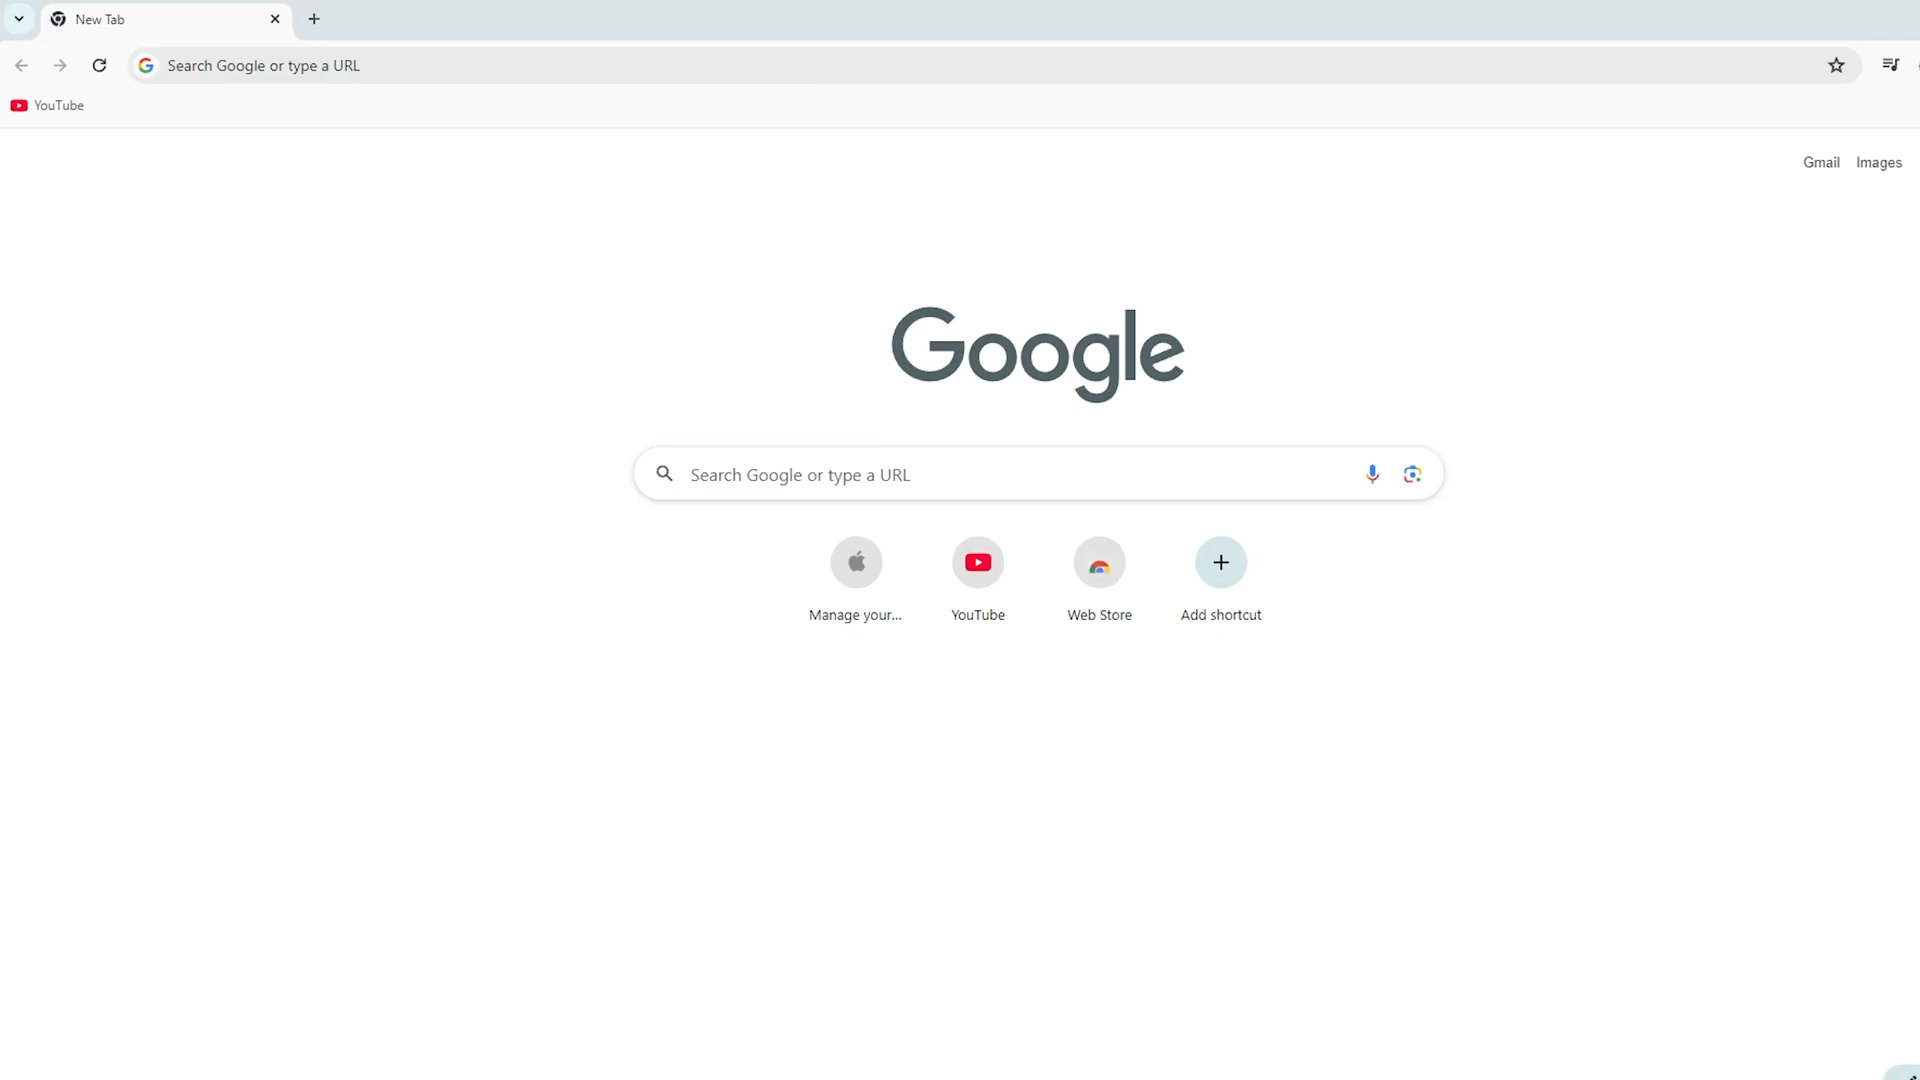 New Tab
Search Google or type a URL
YouTube
Gmail Images
Google
Search Google or type a URL
Manage your... YouTube Web Store Add shortcut